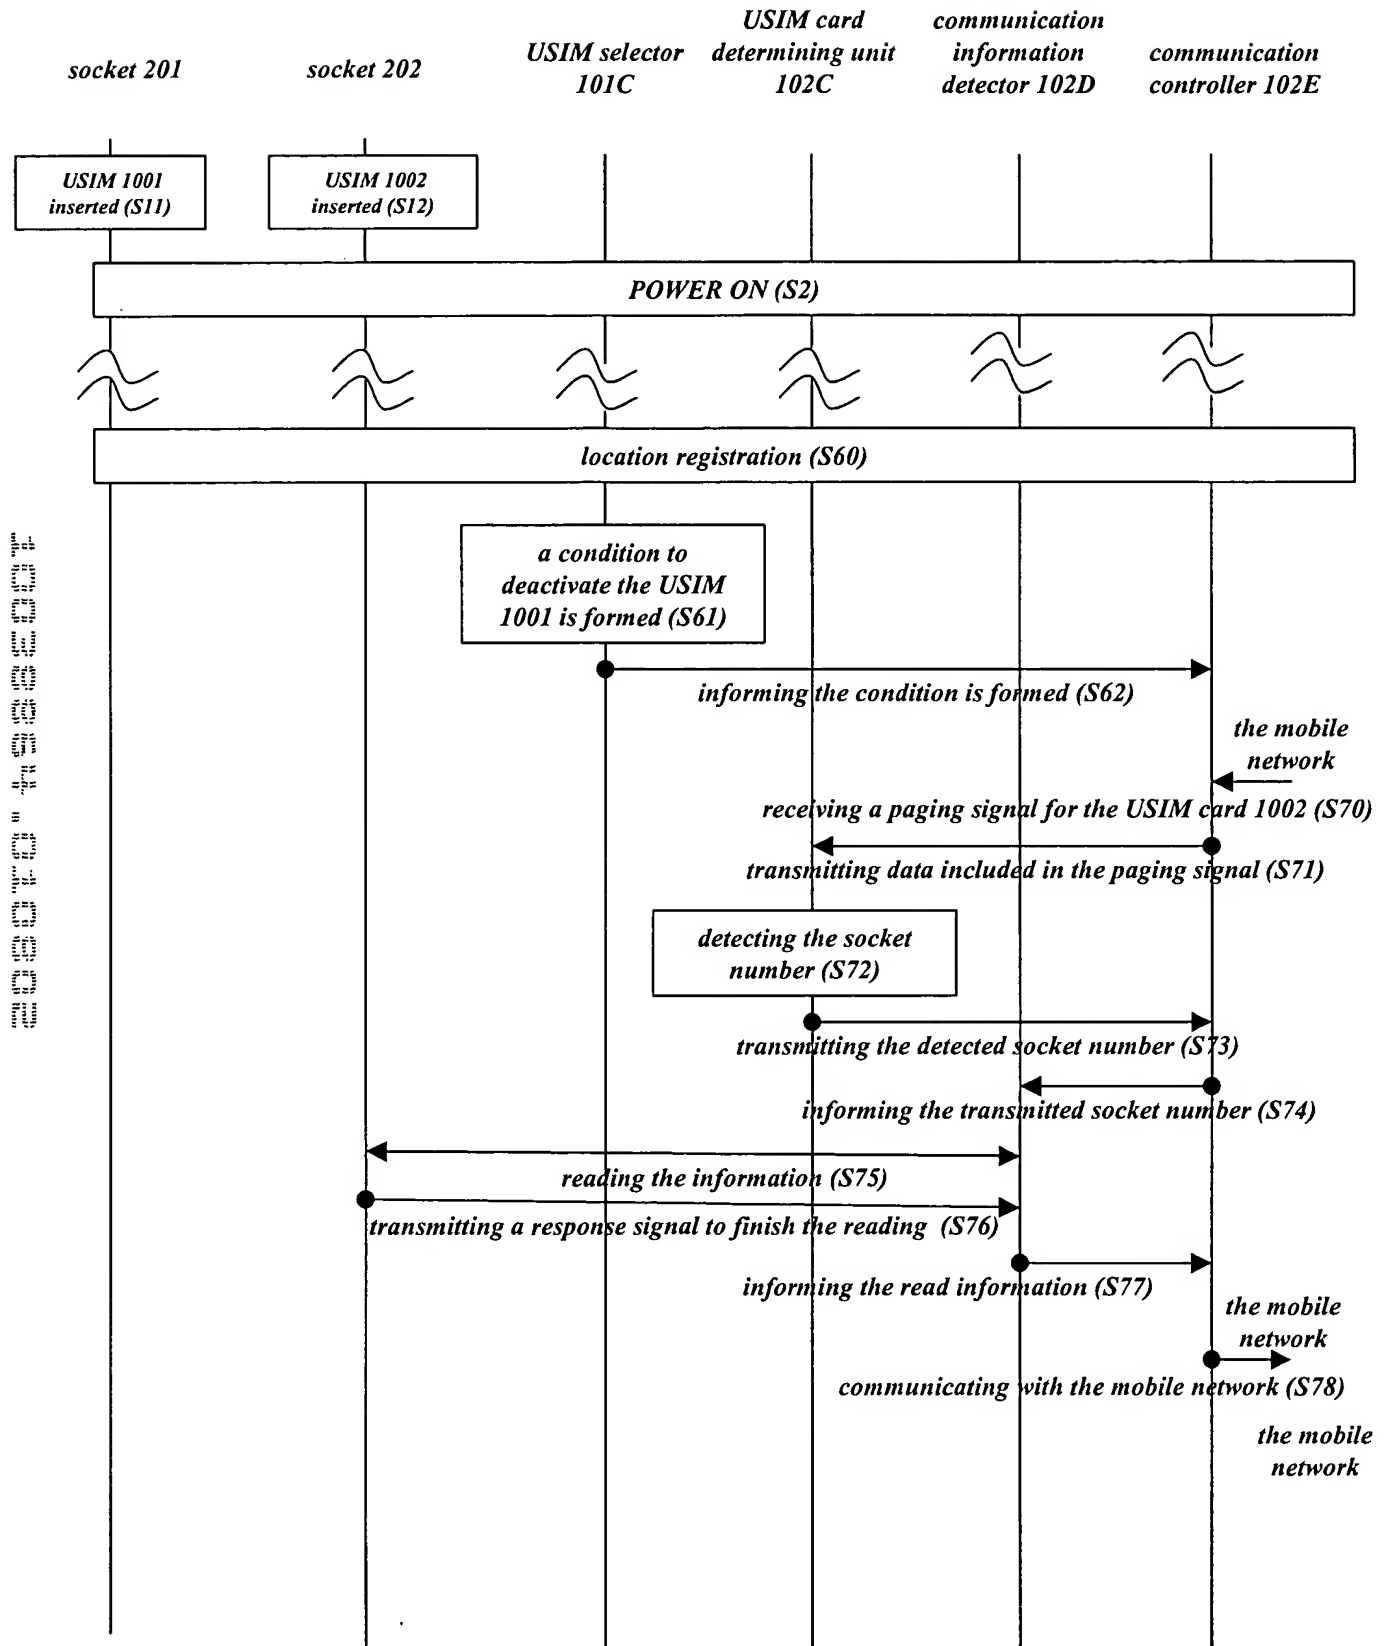 socket 201
socket 202
USIM selector
101C
USIM card
determining unit
102C
communication
information
detector 102D
communication
controller 102E
USIM 1001
inserted (S11)
USIM 1002
inserted (S12)
POWER ON (S2)
location registration (S60)
a condition to
deactivate the USIM
1001 is formed (S61)
informing the condition is formed (S62)
the mobile
network
receiving a paging signal for the USIM card 1002 (S70)
transmitting data included in the paging signal (S71)
detecting the socket
number (S72)
transmitting the detected socket number (S73)
informing the transmitted socket number (S74)
reading the information (S75)
transmitting a response signal to finish the reading (S76)
informing the read information (S77)
the mobile
network
communicating with the mobile network (S78)
the mobile
network